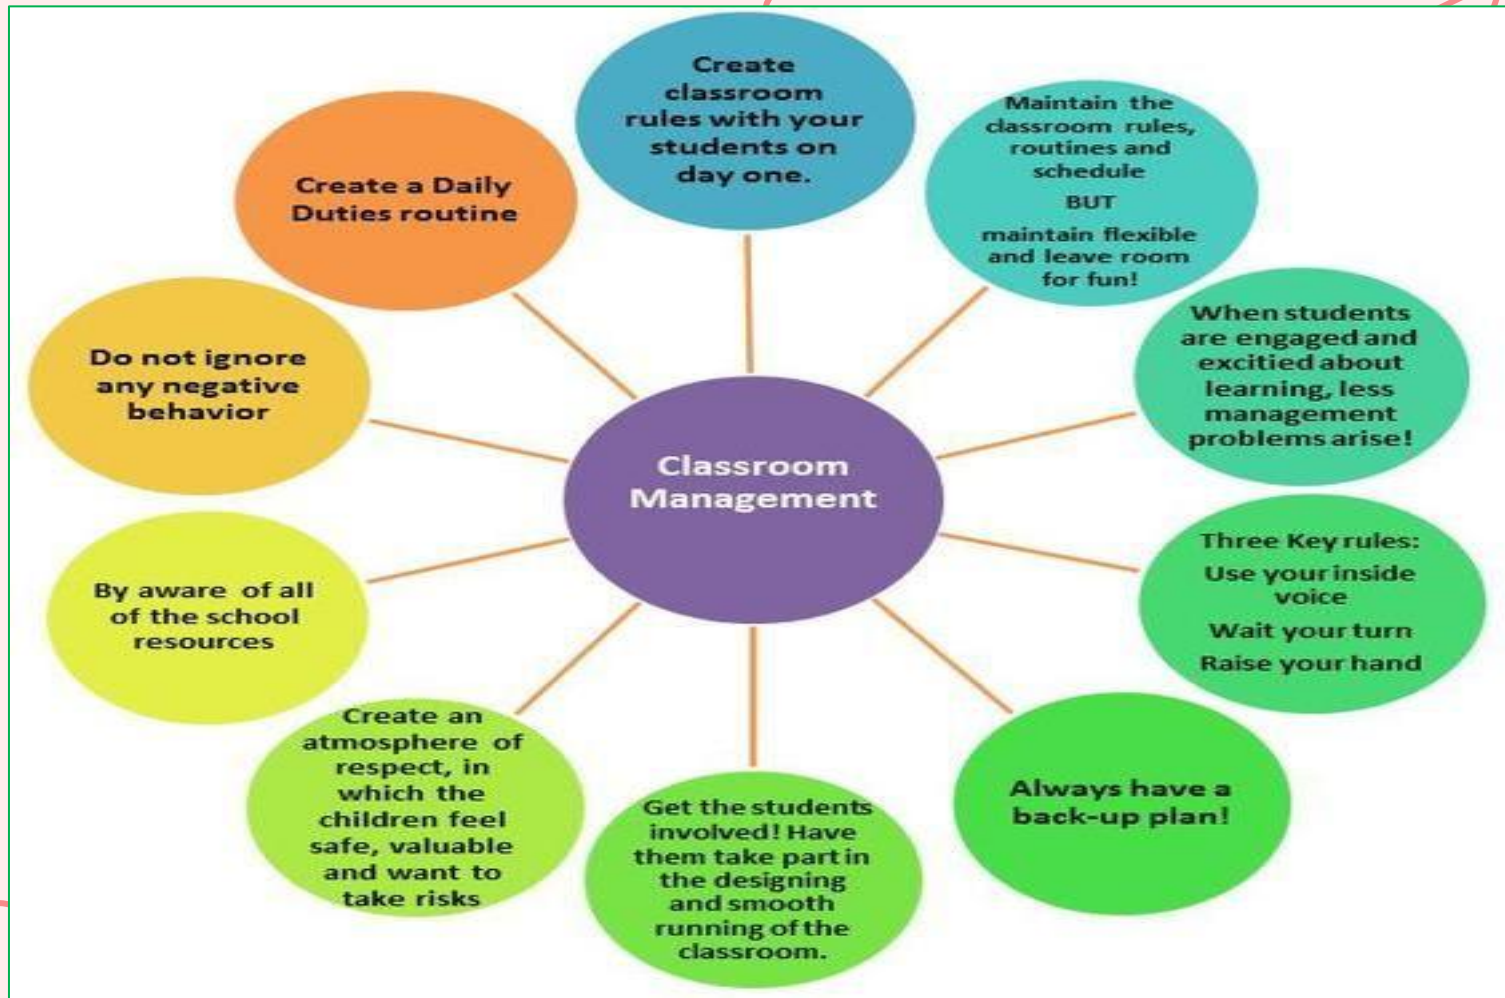 Create
classroom
rules with your
students on
day one.
Maintain the
classroom rules,
routines and
schedule
BUT
maintain flexible
and leave room
for fun!
When students
are engaged and
excitied about
learning, less
management
problems arise!
Three Key rules:
Use your inside
voice
Wait your turn
Raise your hand
Always have a
back-up plan!
Get the students
involved! Have
them take part in
the designing
and smooth
running of the
classroom.
Create an
atmosphere of
respect, in
which the
children feel
safe, valuable
and want to
take risks
By aware of all
of the school
resources
Do not ignore
any negative
behavior
Create a Daily
Duties routine
Classroom
Management